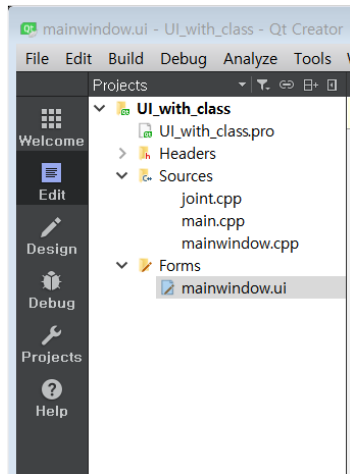 mainwindow.ui - UI_with_class - Qt Creator
File Edit Build Debug Analyze Tools
Projects
UI_with_class
UI_with_class.pro
Headers
Sources
joint.cpp
main.cpp
mainwindow.cpp
Forms
mainwindow.ui
Welcome
Edit
Design
Debug
Projects
Help